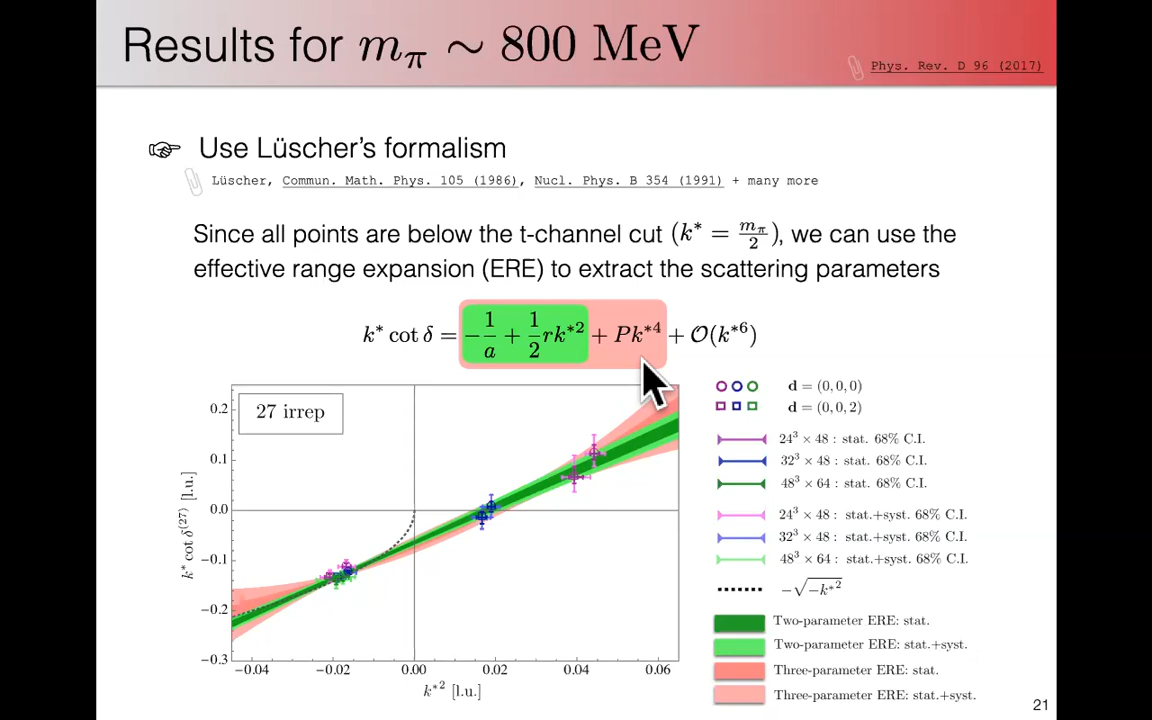 Results for m_π ∼ 800 MeV
Phys. Rev. D 96 (2017)
Use Lüscher's formalism
Lüscher, Commun. Math. Phys. 105 (1986), Nucl. Phys. B 354 (1991) + many more
Since all points are below the t-channel cut (k* = m_π/2), we can use the
effective range expansion (ERE) to extract the scattering parameters
k* cot δ = −1/a + 1/2 rk*2 + Pk*4 + O(k*6)
27 irrep
0.2
0.1
0.0
−0.1
−0.2
−0.3
k* cot δ(27) [l.u.]
−0.04 −0.02 0.00 0.02 0.04 0.06
k*2 [l.u.]
d = (0,0,0)
d = (0,0,2)
24³ × 48 : stat. 68% C.I.
32³ × 48 : stat. 68% C.I.
48³ × 64 : stat. 68% C.I.
24³ × 48 : stat.+syst. 68% C.I.
32³ × 48 : stat.+syst. 68% C.I.
48³ × 64 : stat.+syst. 68% C.I.
−√−k*2
Two-parameter ERE: stat.
Two-parameter ERE: stat.+syst.
Three-parameter ERE: stat.
Three-parameter ERE: stat.+syst.
21